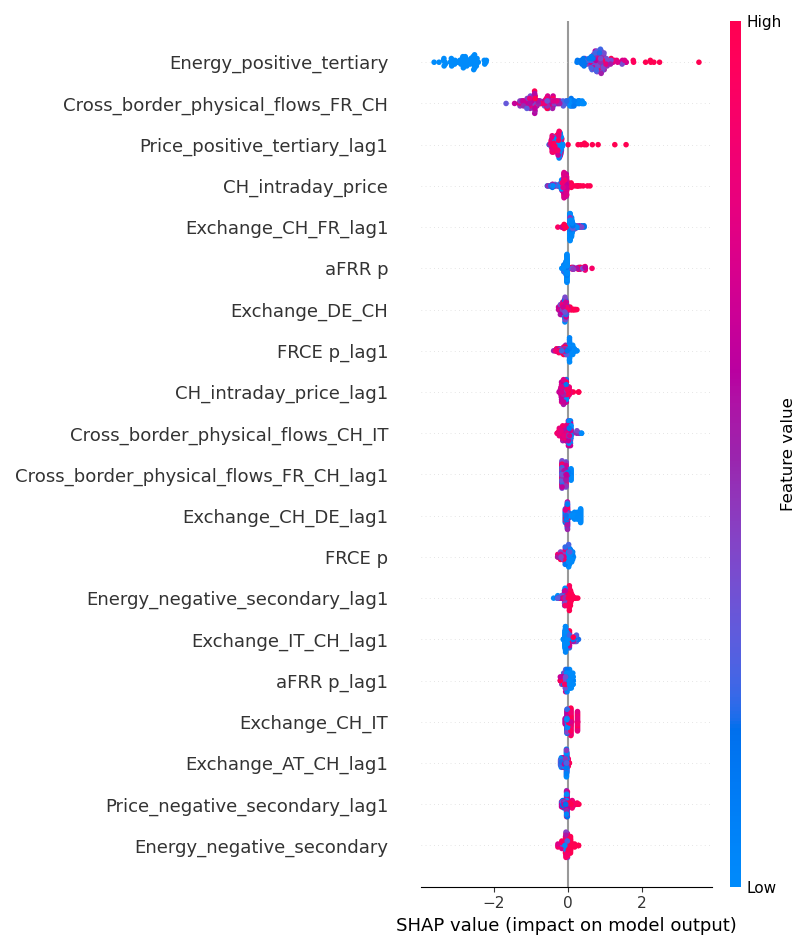 High
Energy_positive_tertiary
Cross_border_physical_flows_FR_CH
Price_positive_tertiary_lag1
CH_intraday_price
Exchange_CH_FR_lag1
aFRR p
Exchange_DE_CH
FRCE p_lag1
CH_intraday_price_lag1
Cross_border_physical_flows_CH_IT
Cross_border_physical_flows_FR_CH_lag1
Exchange_CH_DE_lag1
FRCE p
Energy_negative_secondary_lag1
Exchange_IT_CH_lag1
aFRR p_lag1
Exchange_CH_IT
Exchange_AT_CH_lag1
Price_negative_secondary_lag1
Energy_negative_secondary
Feature value
Low
−2 0 2
SHAP value (impact on model output)